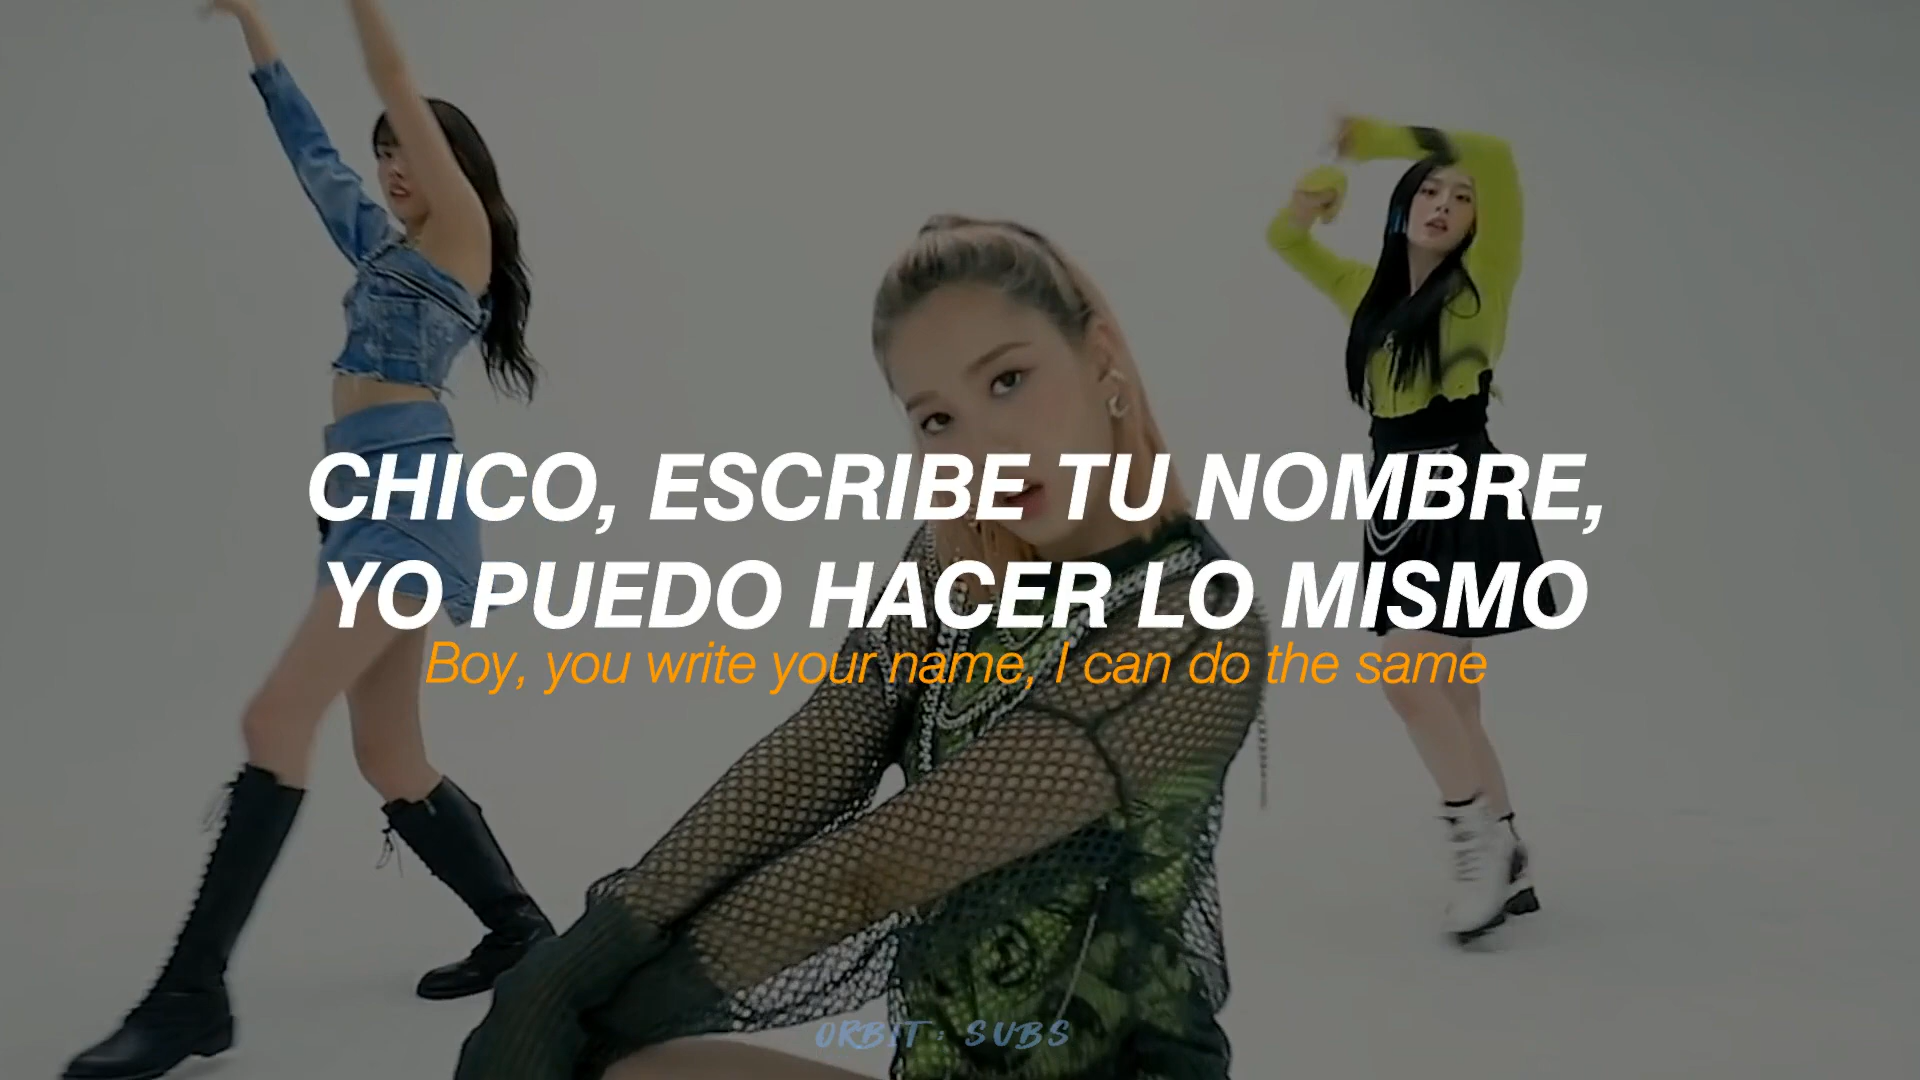 CHICO, ESCRIBE TU NOMBRE,
YO PUEDO HACER LO MISMO
Boy, you write your name, I can do the same
ORBIT: SUBS